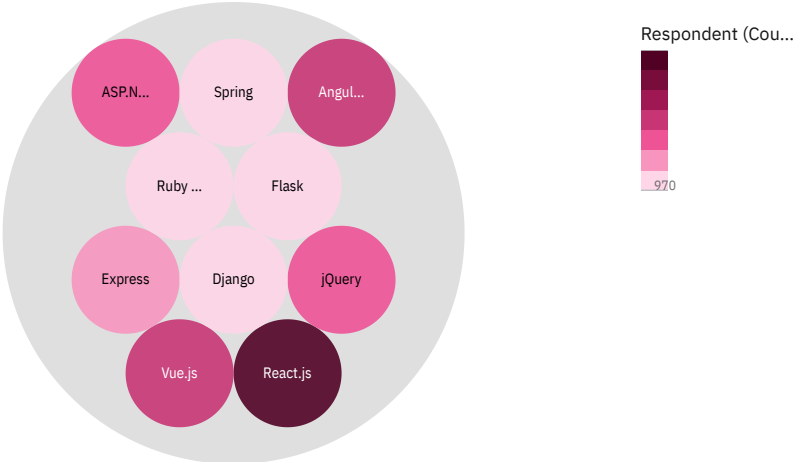 Respondent (Cou...
ASP.N...
Spring
Angul...
Ruby ...
Flask
970
Express
Django
jQuery
Vue.js
React.js